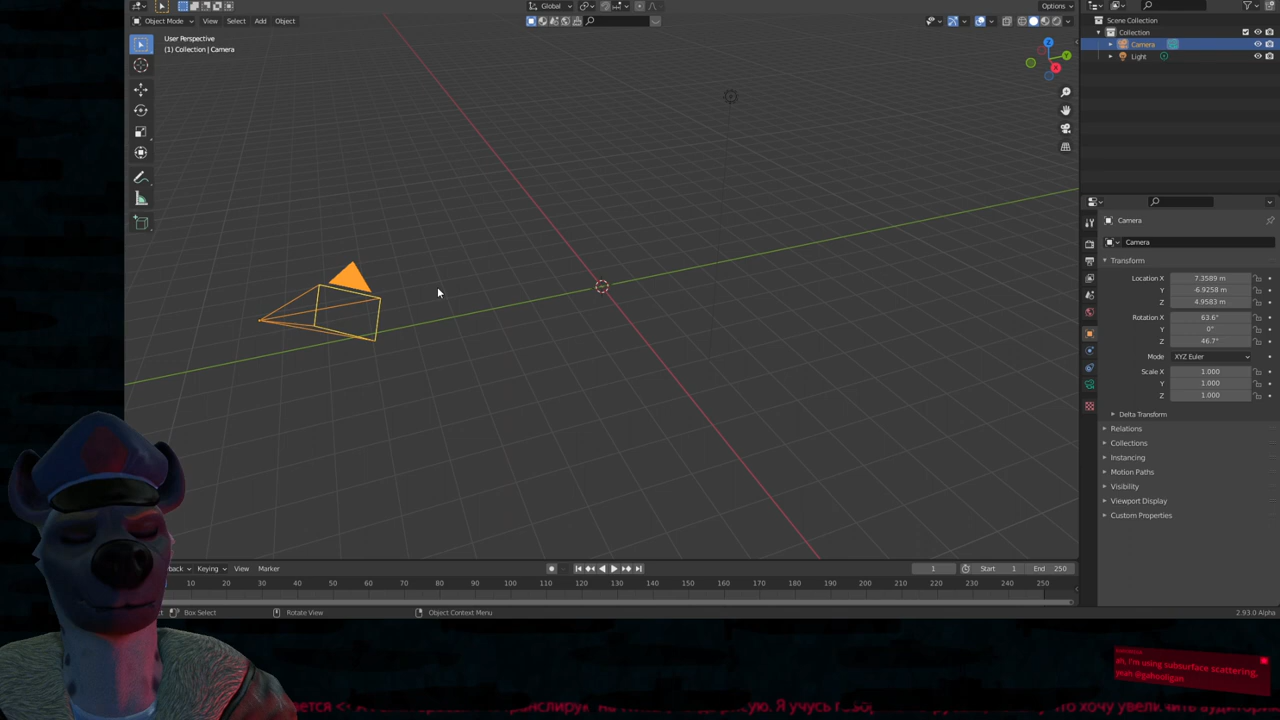 Global
Options
Object Mode
View
Select
Add
Object
User Perspective
(1) Collection | Camera
Z
Y
X
Scene Collection
Collection
Camera
Light
Camera
Camera
Transform
Location X 7.3589 m
Y -6.9258 m
Z 4.9583 m
Rotation X 63.6°
Y 0°
Z 46.7°
Mode XYZ Euler
Scale X 1.000
Y 1.000
Z 1.000
Delta Transform
Relations
Collections
Instancing
Motion Paths
Visibility
Viewport Display
Custom Properties
Keying View Marker
1 Start 1 End 250
10 20 30 40 50 60 70 80 90 100 110 120 130 140 150 160 170 180 190 200 210 220 230 240 250
Box Select Rotate View Object Context Menu 2.93.0 Alpha
I'm using subsurface scattering,
yeah @gehooligan
Я учусь хочу